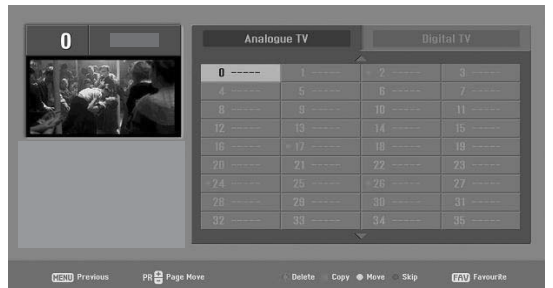 0
Analogue TV Digital TV
0 ----- 1 ----- 2 ----- 3 -----
4 ----- 5 ----- 6 ----- 7 -----
8 ----- 9 ----- 10 ----- 11 -----
12 ----- 13 ----- 14 ----- 15 -----
16 ----- 17 ----- 18 ----- 19 -----
20 ----- 21 ----- 22 ----- 23 -----
24 ----- 25 ----- 26 ----- 27 -----
28 ----- 29 ----- 30 ----- 31 -----
32 ----- 33 ----- 34 ----- 35 -----
MENU Previous PR Page Move Delete Copy Move Skip FAV Favourite